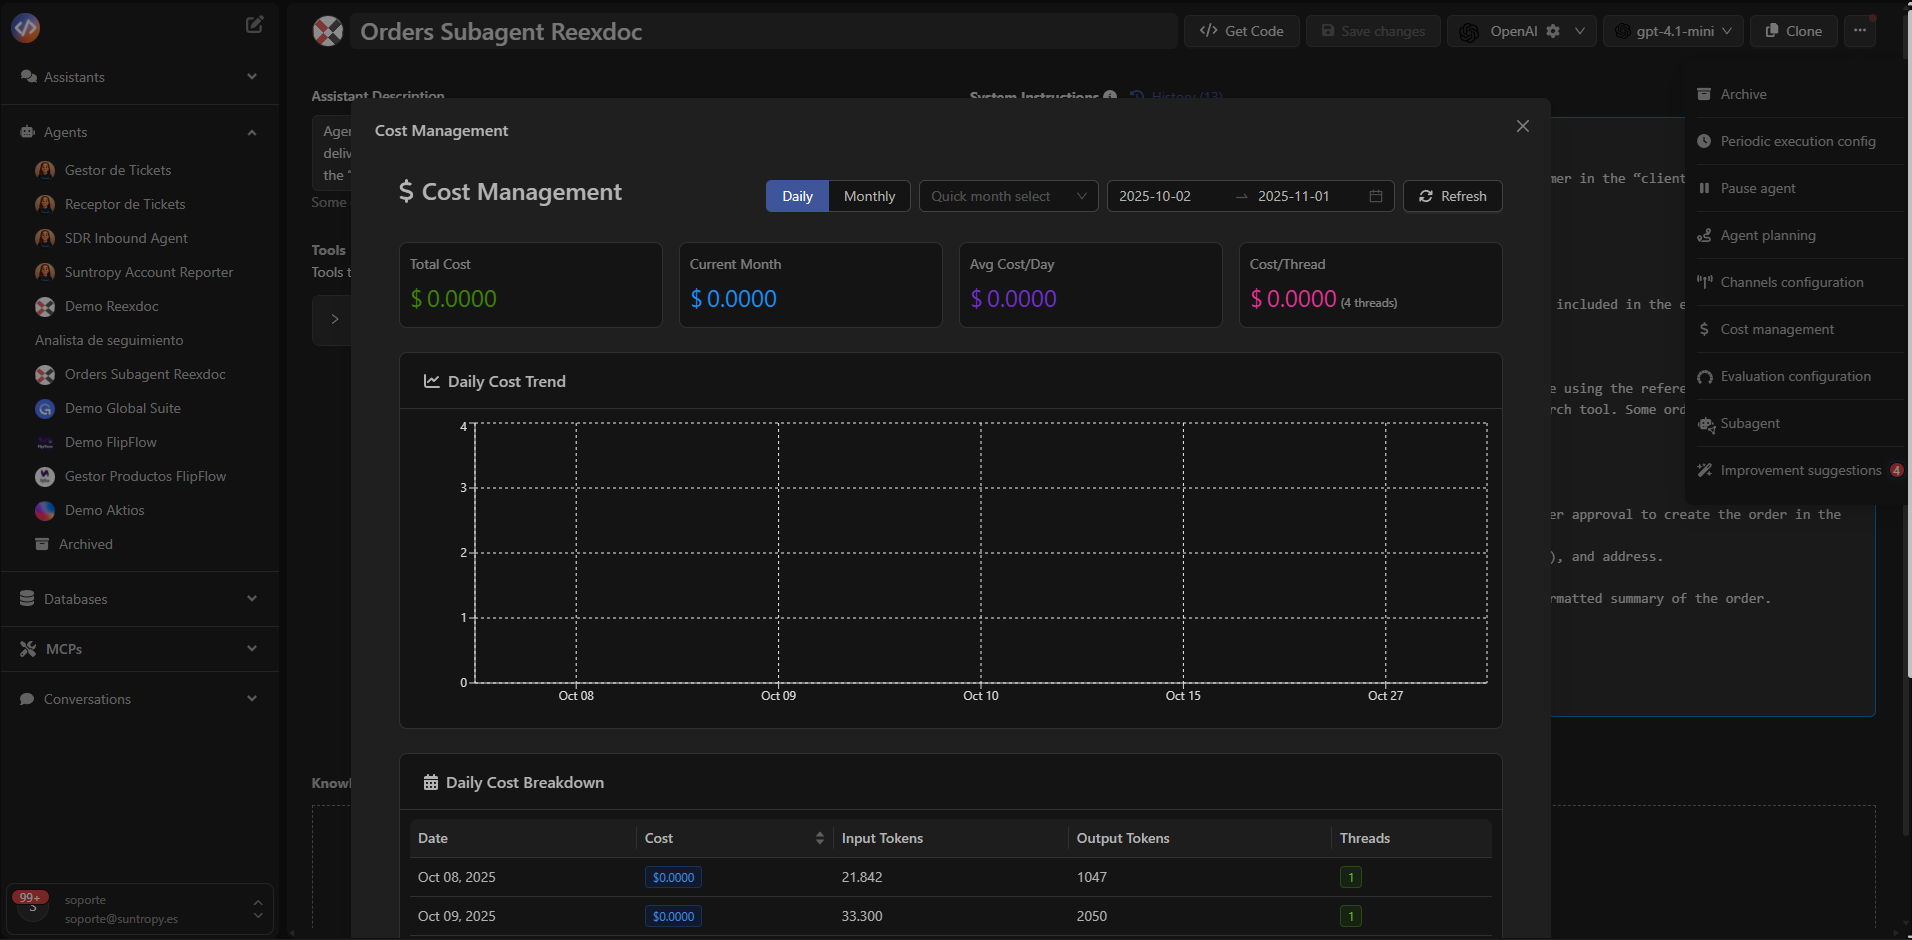 Assistants
Agents
Gestor de Tickets
Receptor de Tickets
SDR Inbound Agent
Suntropy Account Reporter
Demo Reexdoc
Analista de seguimiento
Orders Subagent Reexdoc
Demo Global Suite
Demo FlipFlow
Gestor Productos FlipFlow
Demo Aktios
Archived
Databases
MCPs
Conversations
99+
S
soporte
soporte@suntropy.es
Orders Subagent Reexdoc
Get Code
Save changes
OpenAI
gpt-4.1-mini
Clone
Assistant Description
System Instructions
History (13)
Agen
deliv
the "
Some
Tools
Tools t
Knowl
Cost Management
$ Cost Management
Daily
Monthly
Quick month select
2025-10-02
2025-11-01
Refresh
Total Cost
$ 0.0000
Current Month
$ 0.0000
Avg Cost/Day
$ 0.0000
Cost/Thread
$ 0.0000 (4 threads)
Daily Cost Trend
4
3
2
1
0
Oct 08
Oct 09
Oct 10
Oct 15
Oct 27
Daily Cost Breakdown
Date Cost Input Tokens Output Tokens Threads
Oct 08, 2025 $0.0000 21.842 1047 1
Oct 09, 2025 $0.0000 33.300 2050 1
mer in the “client
included in the e
e using the refere
rch tool. Some ord
er approval to create the order in the
), and address.
rmatted summary of the order.
Archive
Periodic execution config
Pause agent
Agent planning
Channels configuration
$ Cost management
Evaluation configuration
Subagent
Improvement suggestions 4